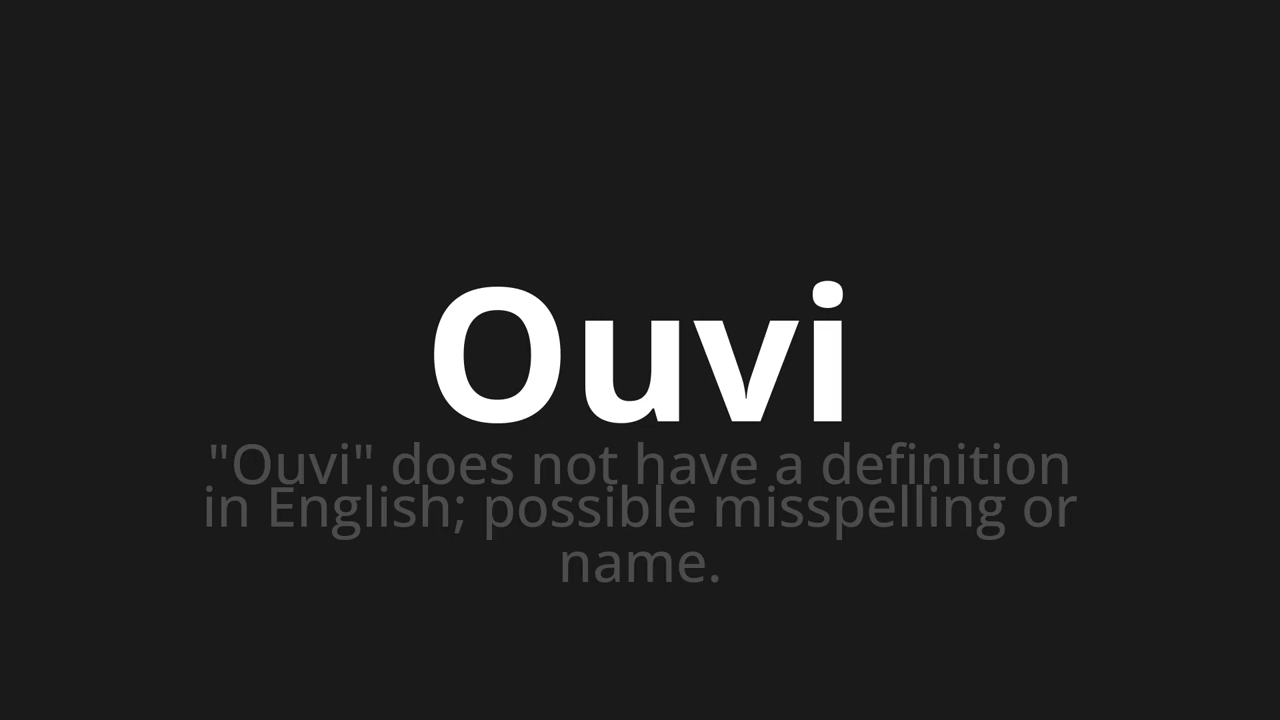 Ouvi
"Ouvi" does not have a definition
in English; possible misspelling or
name.